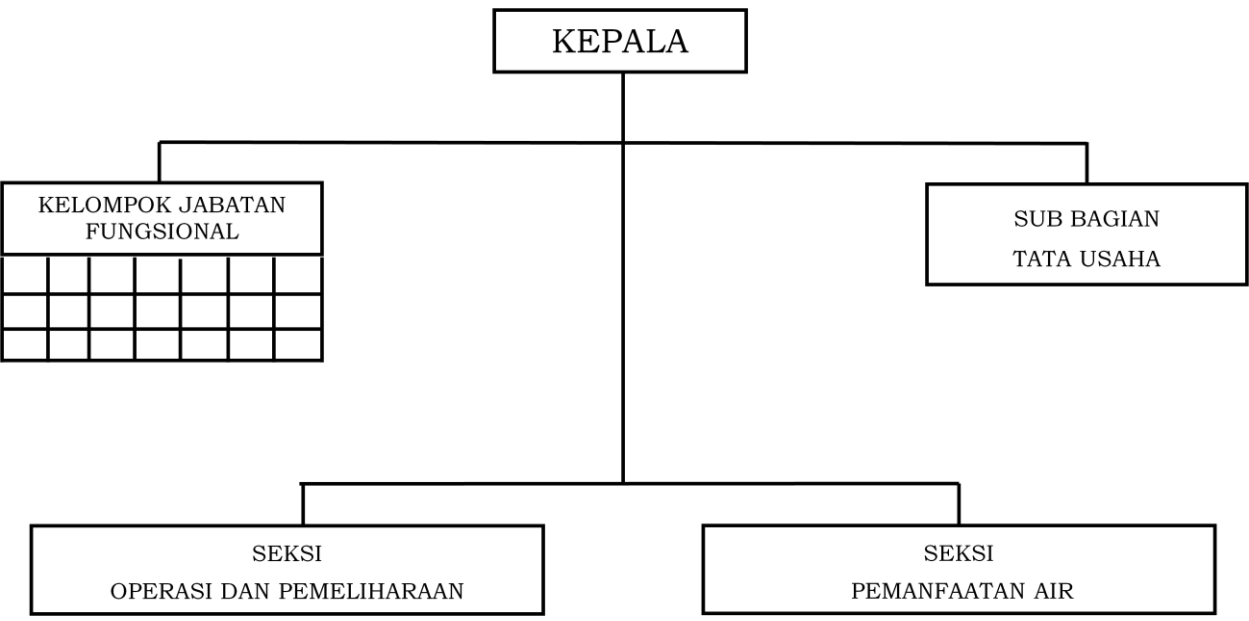 KEPALA
KELOMPOK JABATAN
FUNGSIONAL
SUB BAGIAN
TATA USAHA
SEKSI
OPERASI DAN PEMELIHARAAN
SEKSI
PEMANFAATAN AIR